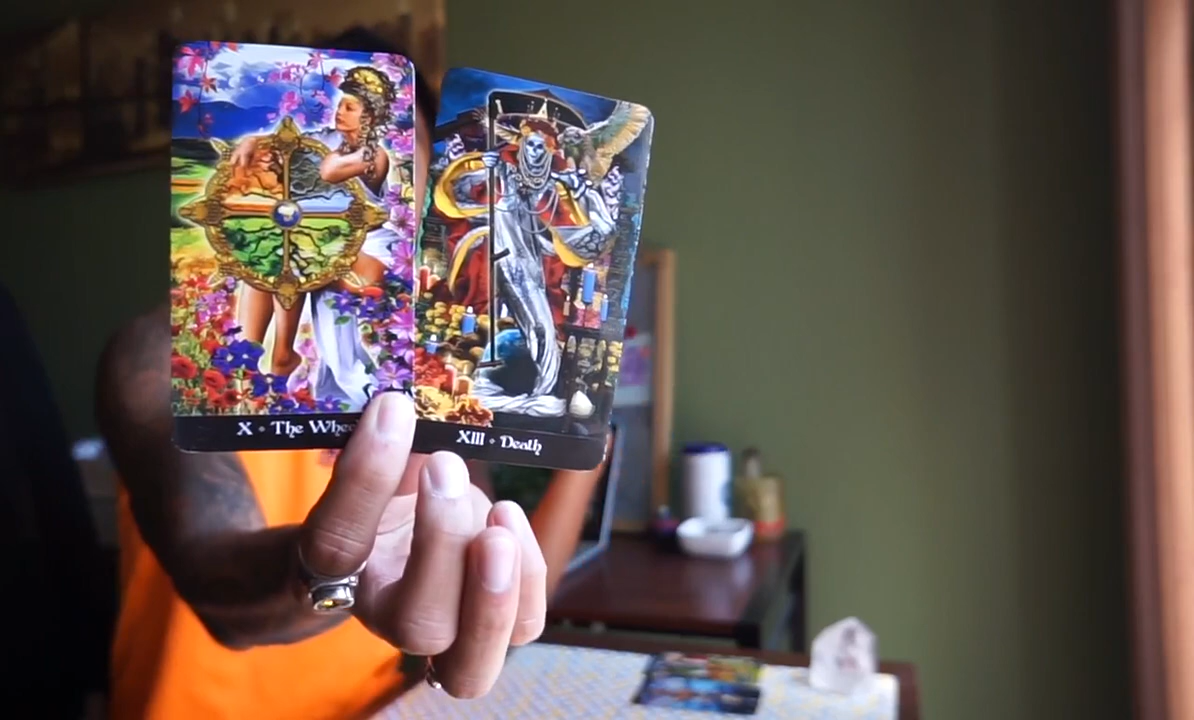 X • The Whee
XIII • Death